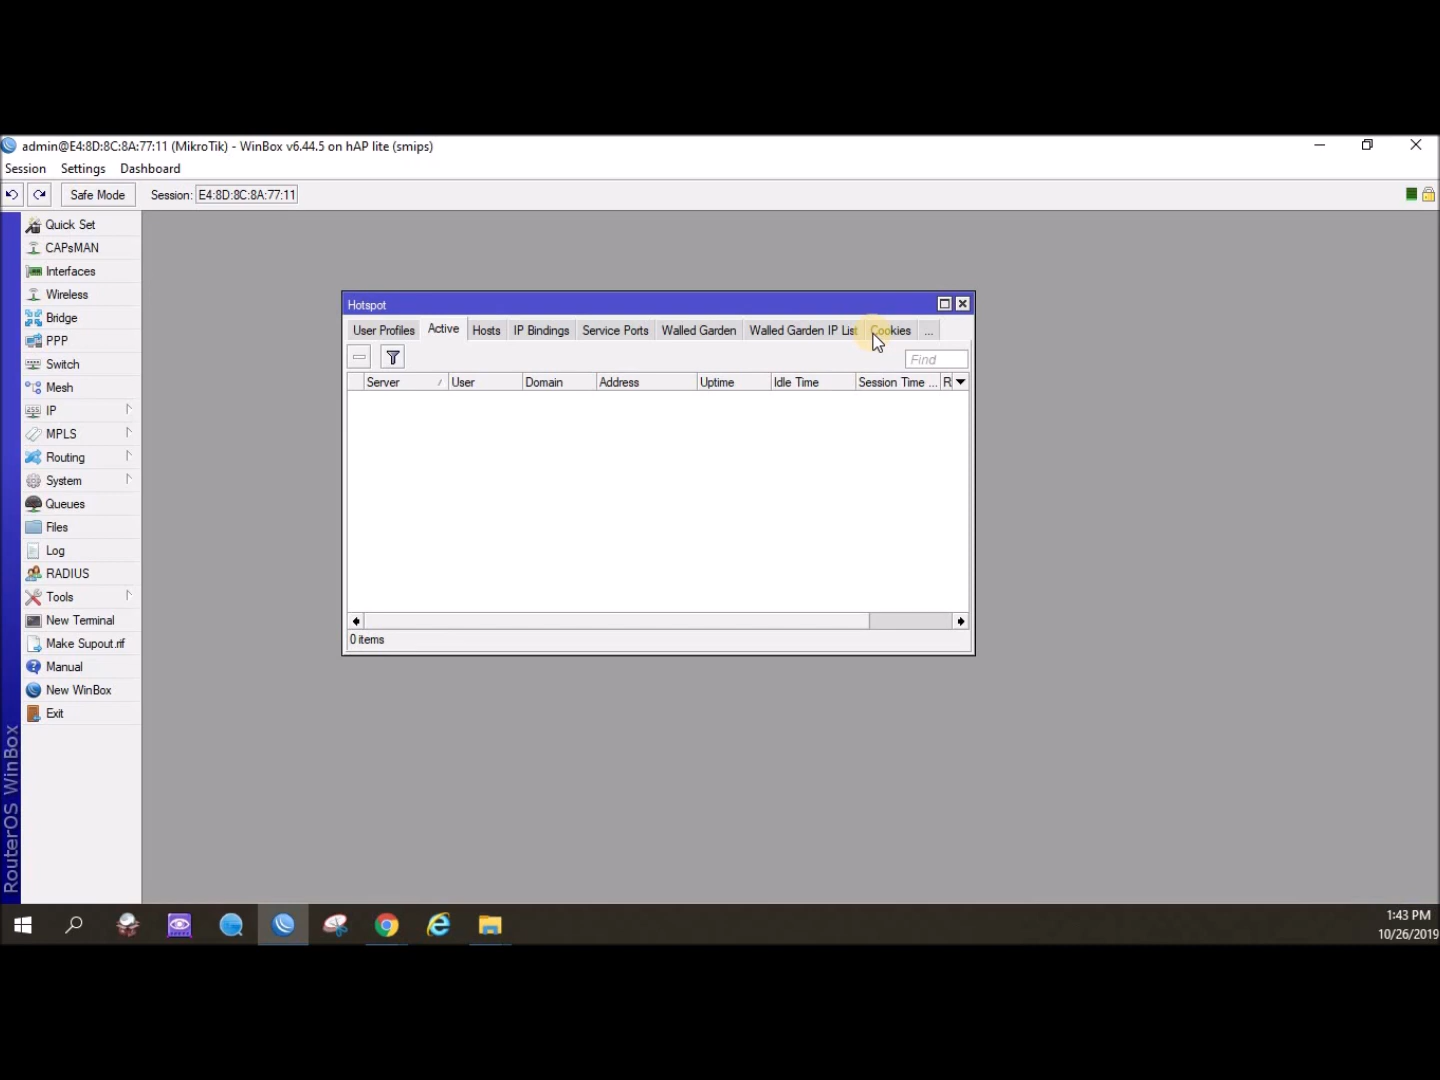 admin@E4:8D:8C:8A:77:11 (MikroTik) - WinBox v6.44.5 on hAP lite (smips)
Session Settings Dashboard
Safe Mode Session: E4:8D:8C:8A:77:11
Quick Set
CAPsMAN
Interfaces
Wireless
Bridge
PPP
Switch
Mesh
IP
MPLS
Routing
System
Queues
Files
Log
RADIUS
Tools
New Terminal
Make Supout.rif
Manual
New WinBox
Exit
RouterOS WinBox
Hotspot
User Profiles Active Hosts IP Bindings Service Ports Walled Garden Walled Garden IP List Cookies ...
Find
Server / User Domain Address Uptime Idle Time Session Time ... R
0 items
1:43 PM
10/26/2019